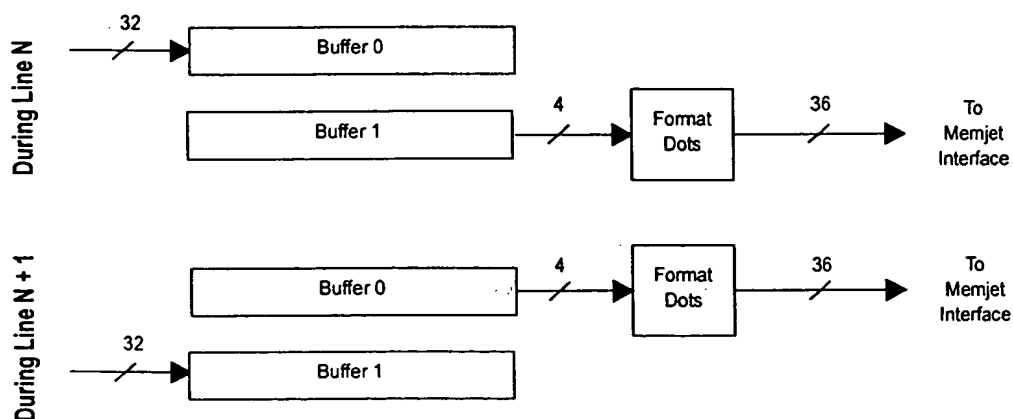 During Line N
32
Buffer 0
Buffer 1
4
Format
Dots
36
To
Memjet
Interface
During Line N + 1
Buffer 0
4
Format
Dots
36
To
Memjet
Interface
32
Buffer 1